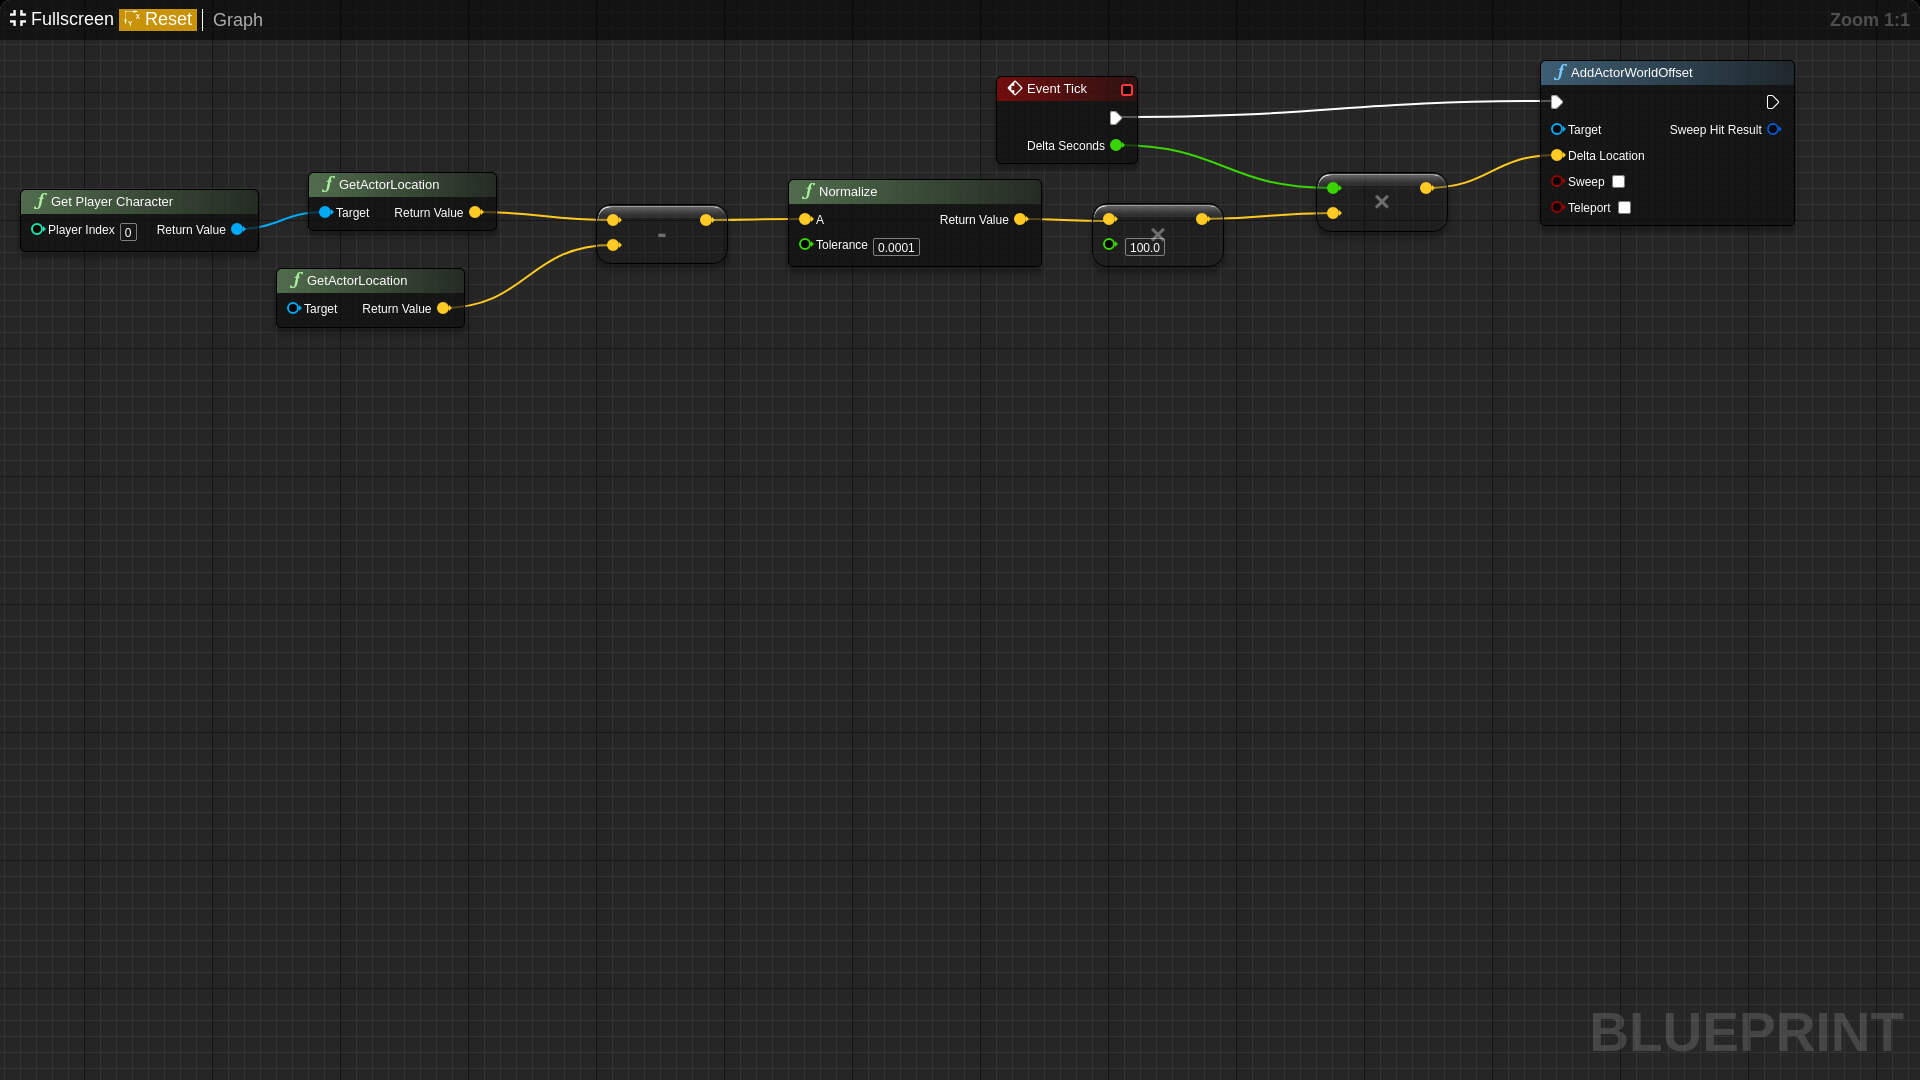 Fullscreen Reset Graph Zoom 1:1
Event Tick
Delta Seconds
AddActorWorldOffset
Target Sweep Hit Result
Delta Location
Sweep
Teleport
Get Player Character
Player Index 0 Return Value
GetActorLocation
Target Return Value
GetActorLocation
Target Return Value
-
Normalize
A Return Value
Tolerance 0.0001
×
100.0
×
BLUEPRINT